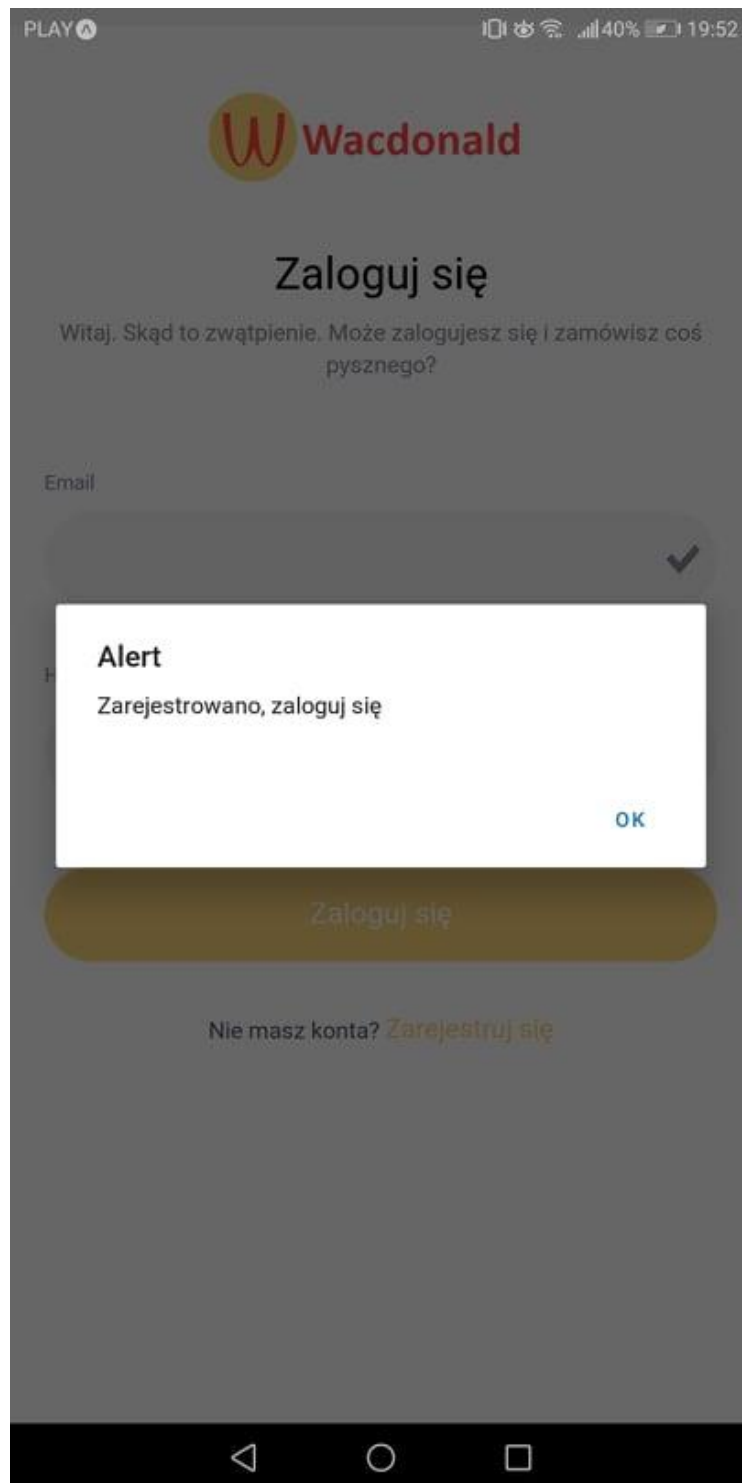 PLAY 40% 19:52
Wacdonald
Zaloguj się
Witaj. Skąd to zwątpienie. Może zalogujesz się i zamówisz coś
pysznego?
Email
H
Alert
Zarejestrowano, zaloguj się
OK
Zaloguj się
Nie masz konta? Zarejestruj się